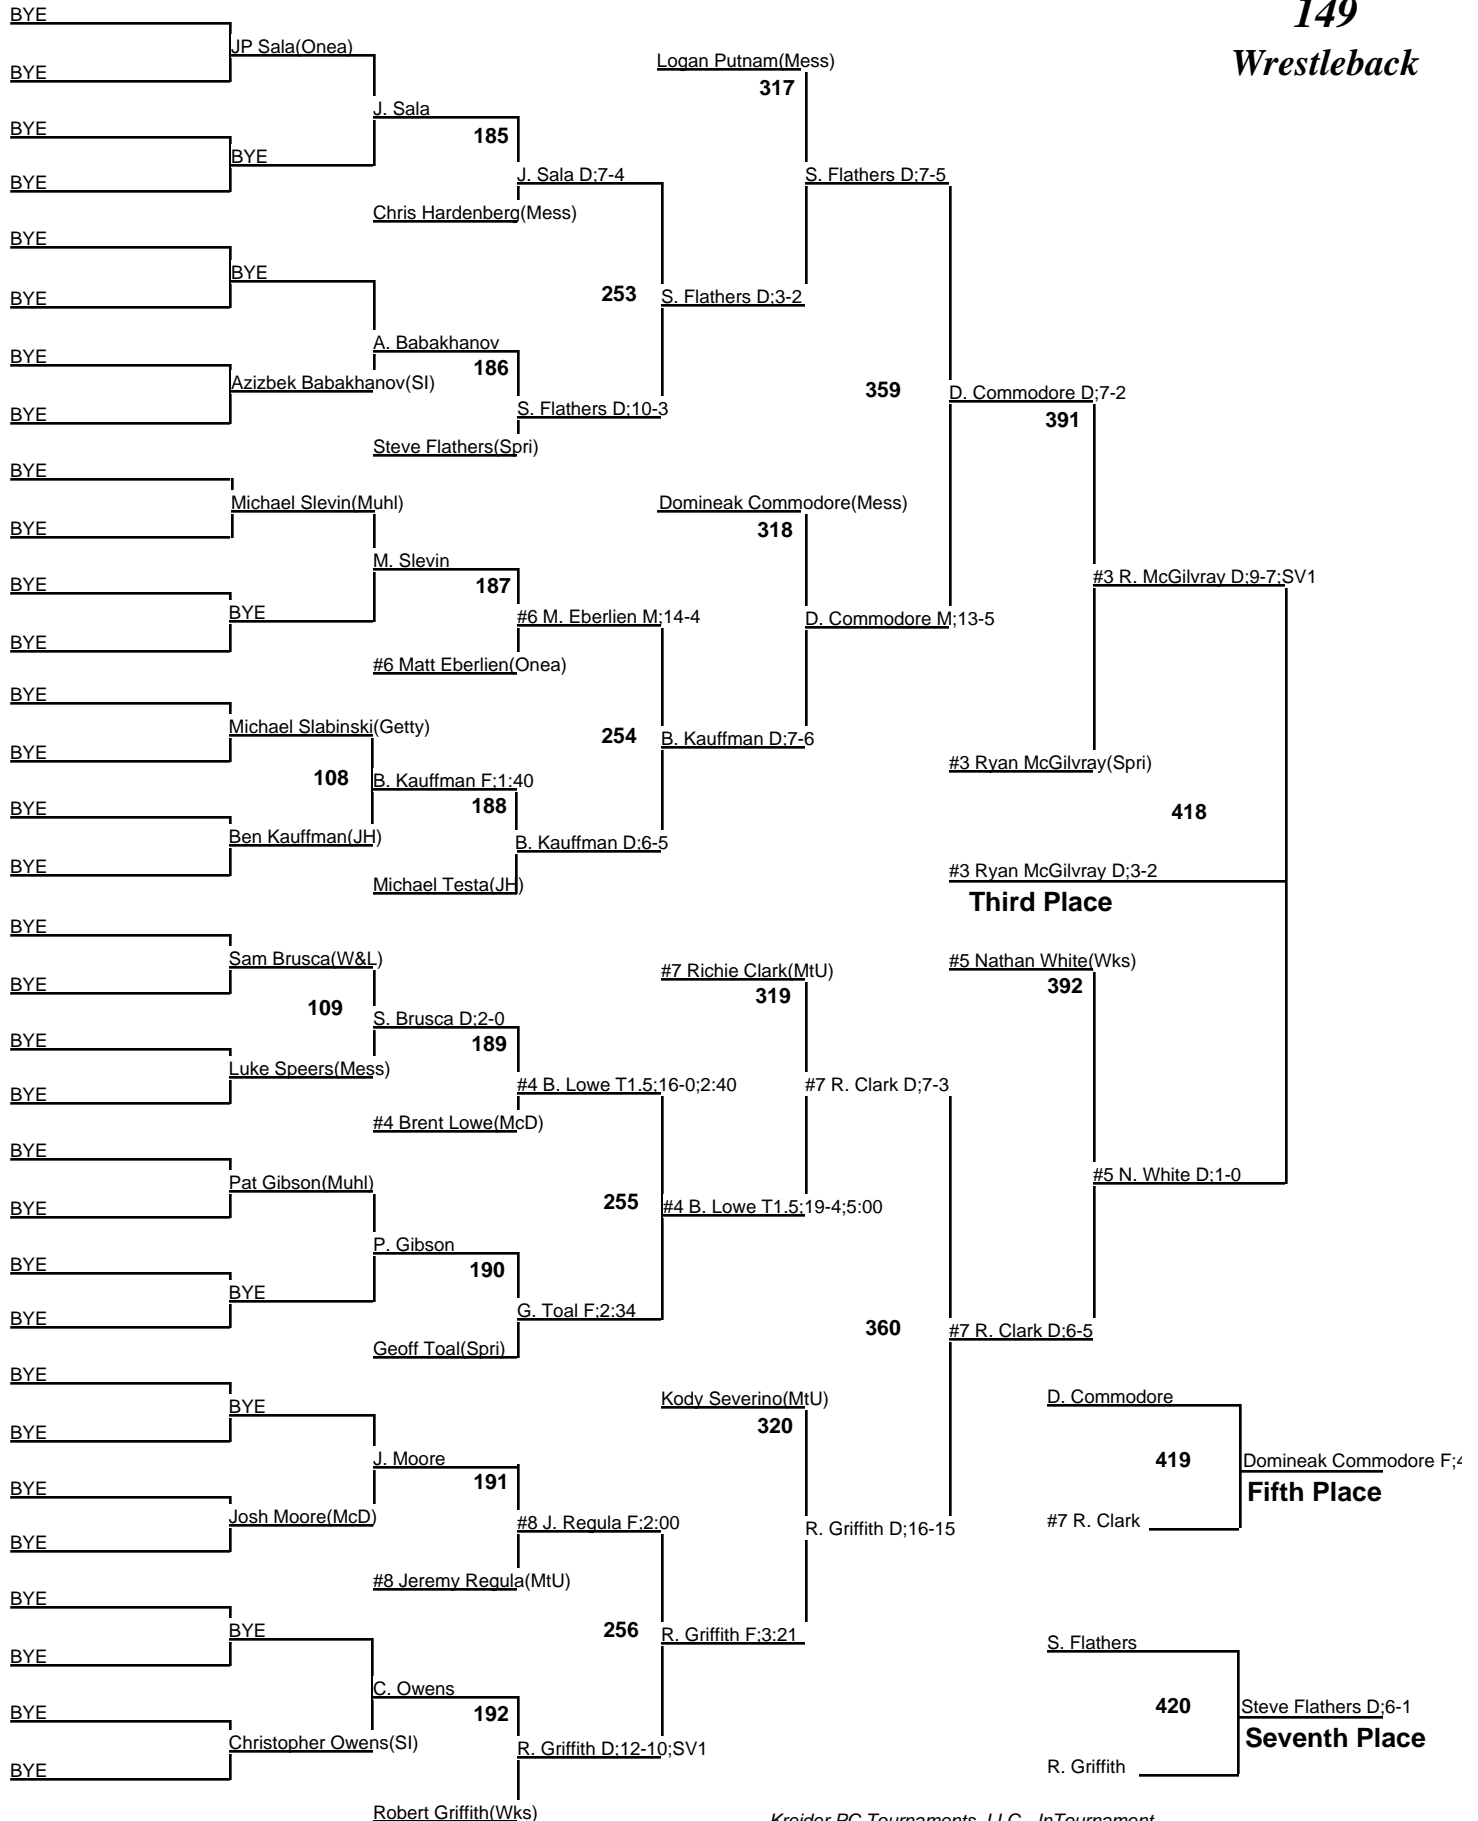 149
Wrestleback
BYE
JP Sala(Onea)
BYE
J. Sala
185
BYE
BYE
BYE
J. Sala D;7-4
Chris Hardenberg(Mess)
BYE
BYE
BYE
253
S. Flathers D;3-2
A. Babakhanov
186
BYE
Azizbek Babakhanov(SI)
BYE
S. Flathers D;10-3
Steve Flathers(Spri)
Logan Putnam(Mess)
317
S. Flathers D;7-5
359
D. Commodore D;7-2
391
BYE
Michael Slevin(Muhl)
BYE
M. Slevin
187
BYE
BYE
BYE
#6 M. Eberlien M;14-4
#6 Matt Eberlien(Onea)
Domineak Commodore(Mess)
318
D. Commodore M;13-5
#3 R. McGilvray D;9-7;SV1
BYE
Michael Slabinski(Getty)
BYE
108
B. Kauffman F;1:40
188
BYE
Ben Kauffman(JH)
BYE
B. Kauffman D;6-5
Michael Testa(JH)
254
B. Kauffman D;7-6
#3 Ryan McGilvray(Spri)
418
#3 Ryan McGilvray D;3-2
Third Place
BYE
Sam Brusca(W&L)
BYE
109
S. Brusca D;2-0
189
BYE
Luke Speers(Mess)
BYE
#4 B. Lowe T1.5;16-0;2:40
#4 Brent Lowe(McD)
#7 Richie Clark(MtU)
319
#7 R. Clark D;7-3
#5 Nathan White(Wks)
392
#5 N. White D;1-0
BYE
Pat Gibson(Muhl)
BYE
255
#4 B. Lowe T1.5;19-4;5:00
P. Gibson
190
BYE
BYE
BYE
G. Toal F;2:34
Geoff Toal(Spri)
360
#7 R. Clark D;6-5
BYE
BYE
BYE
J. Moore
191
BYE
Josh Moore(McD)
BYE
#8 J. Regula F;2:00
#8 Jeremy Regula(MtU)
Kody Severino(MtU)
320
R. Griffith D;16-15
D. Commodore
419
Domineak Commodore F;4
Fifth Place
#7 R. Clark
BYE
BYE
BYE
256
R. Griffith F;3:21
C. Owens
192
BYE
Christopher Owens(SI)
BYE
R. Griffith D;12-10;SV1
Robert Griffith(Wks)
S. Flathers
420
Steve Flathers D;6-1
Seventh Place
R. Griffith
Kreider PC Tournaments, LLC - InTournament